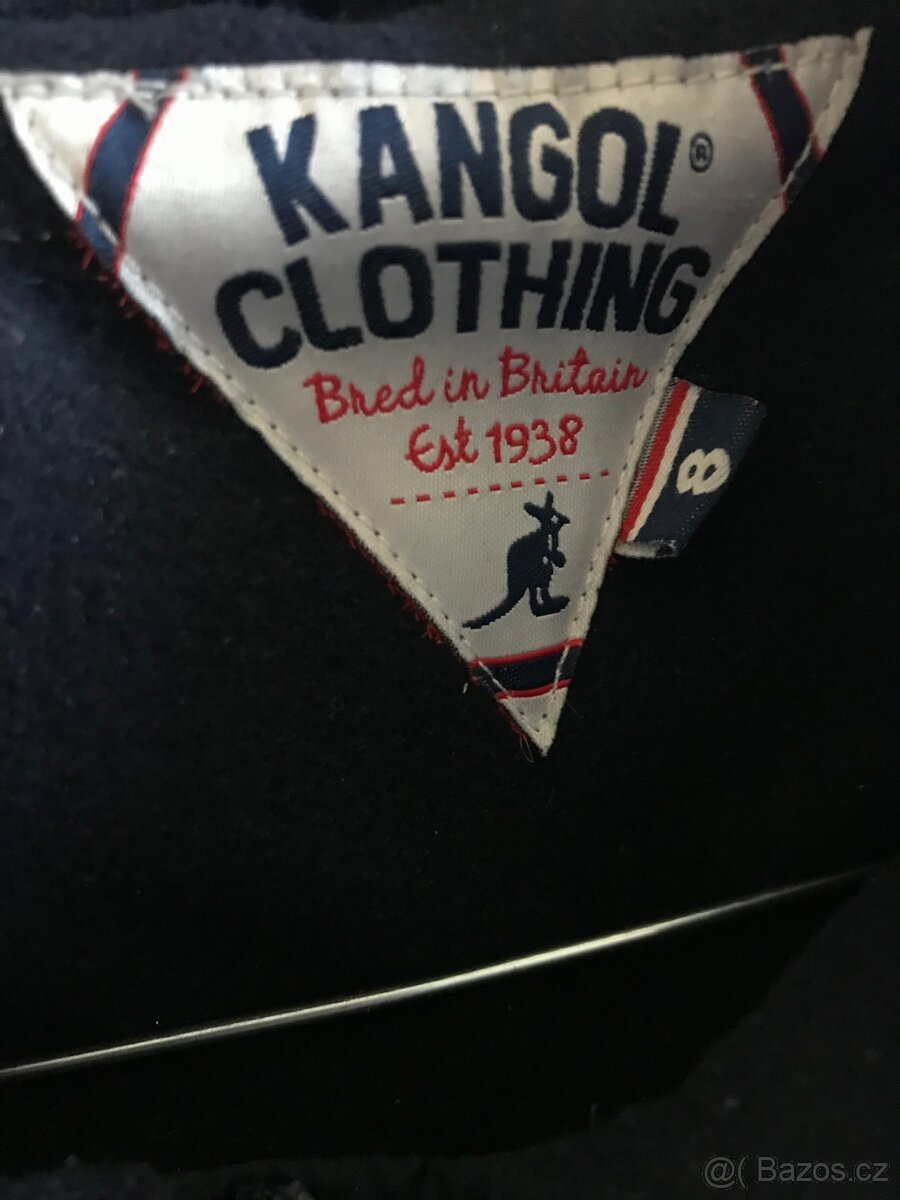 KANGOL®
CLOTHING
Bred in Britain
Est 1938
8
@( Bazos.cz